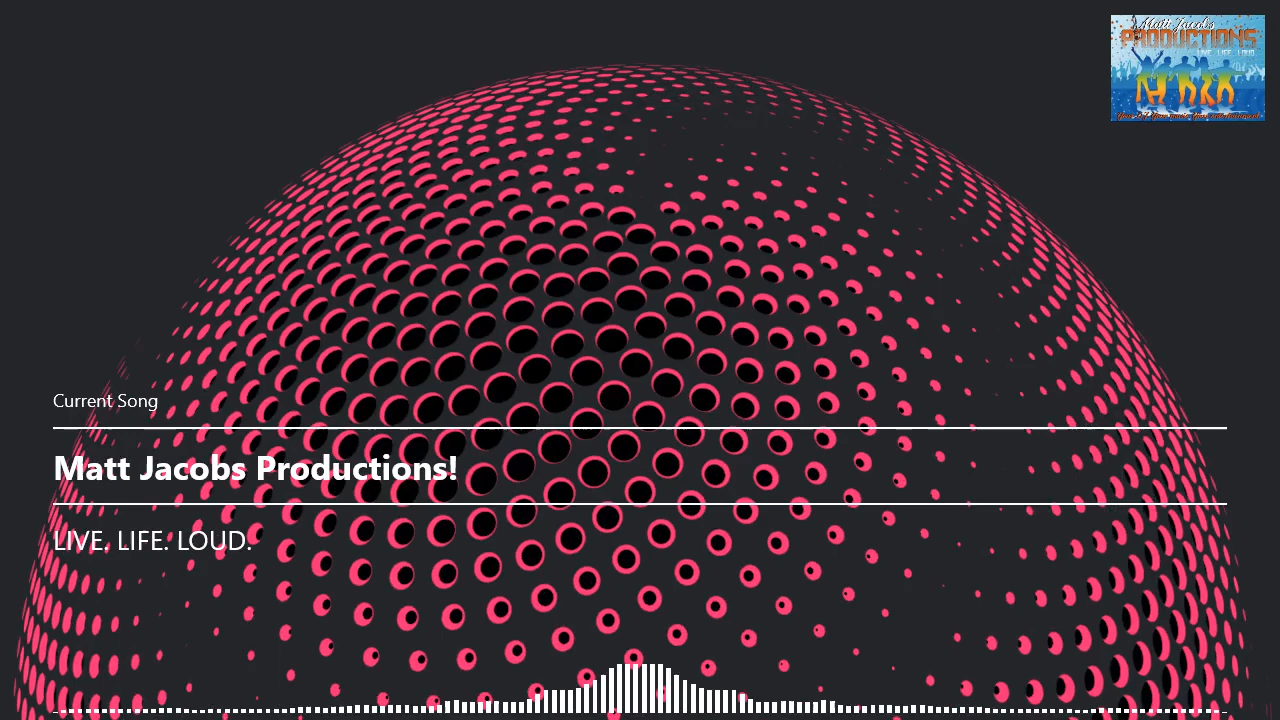 Matt Jacobs
PRODUCTIONS
LIVE. LIFE. LOUD.
Current Song
Matt Jacobs Productions!
LIVE. LIFE. LOUD.